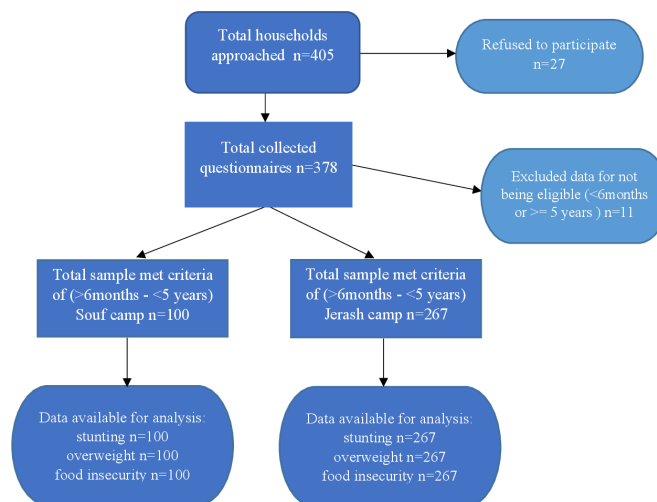 Total households
approached n=405
Refused to participate
n=27
Total collected
questionnaires n=378
Excluded data for not
being eligible (<6months
or >= 5 years ) n=11
Total sample met criteria
of (>6months - <5 years)
Souf camp n=100
Total sample met criteria
of (>6months - <5 years)
Jerash camp n=267
Data available for analysis:
stunting n=100
overweight n=100
food insecurity n=100
Data available for analysis:
stunting n=267
overweight n=267
food insecurity n=267